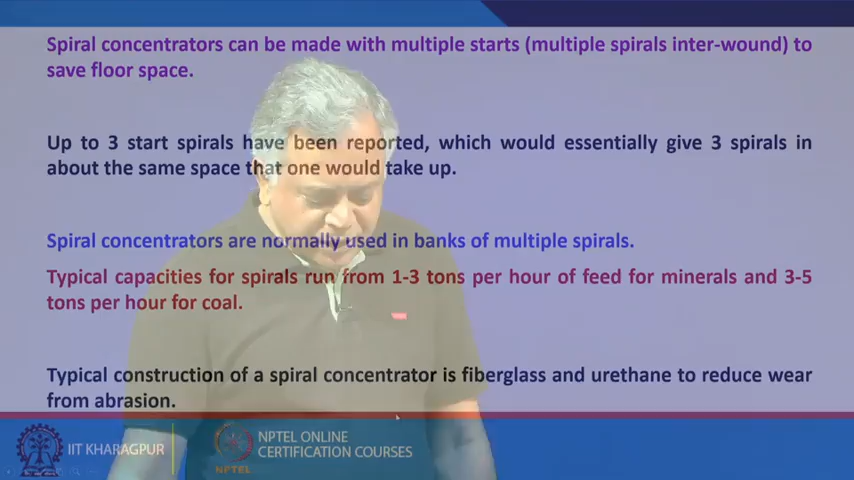 Spiral concentrators can be made with multiple starts (multiple spirals inter-wound) to
save floor space.
Up to 3 start spirals have been reported, which would essentially give 3 spirals in
about the same space that one would take up.
Spiral concentrators are normally used in banks of multiple spirals.
Typical capacities for spirals run from 1-3 tons per hour of feed for minerals and 3-5
tons per hour for coal.
Typical construction of a spiral concentrator is fiberglass and urethane to reduce wear
from abrasion.
IIT KHARAGPUR
NPTEL
NPTEL ONLINE
CERTIFICATION COURSES